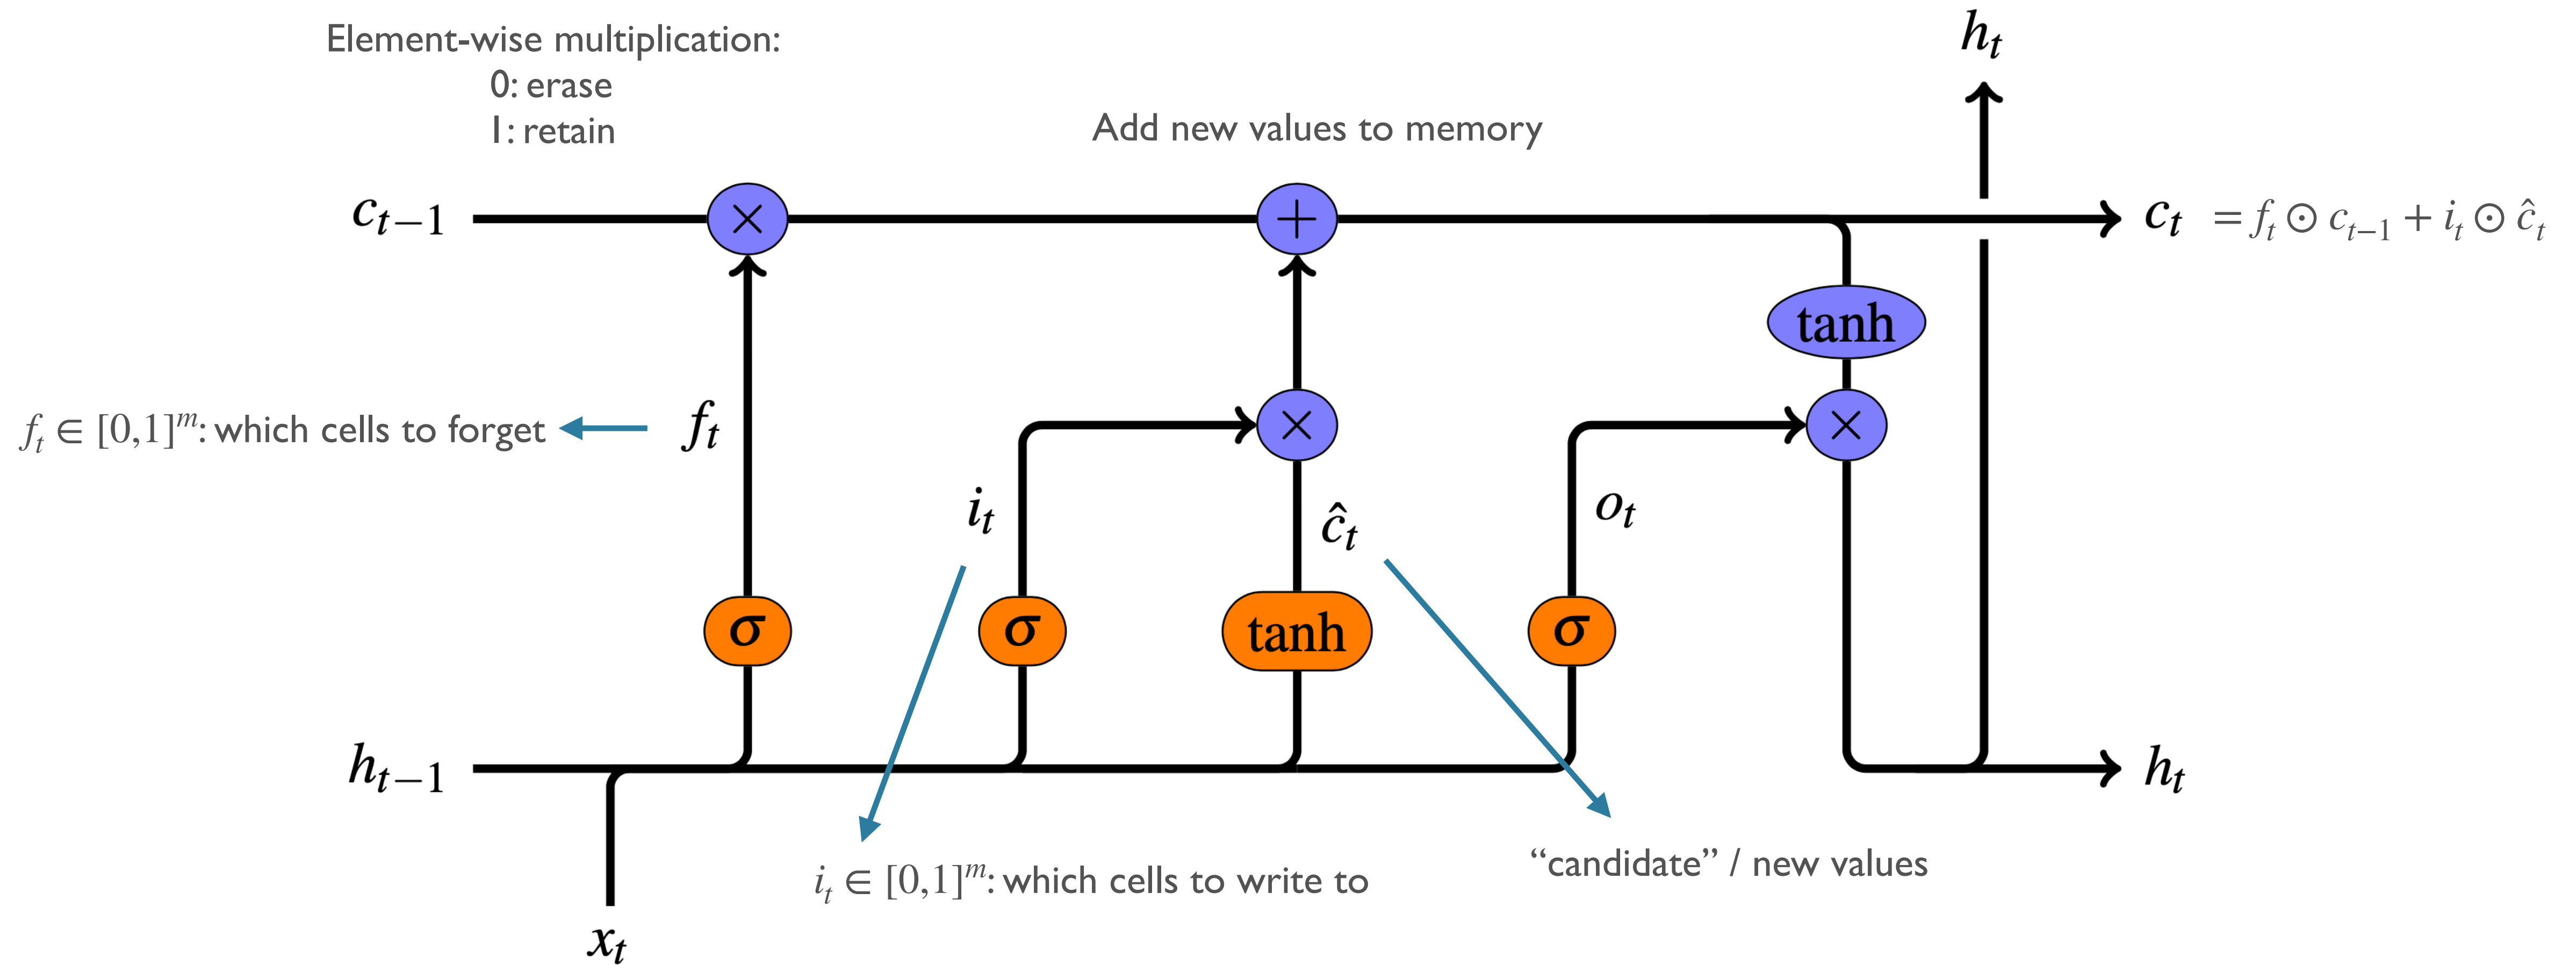 Element-wise multiplication:
0: erase
1: retain
Add new values to memory
h_t
c_{t−1}
×
+
c_t = f_t ⊙ c_{t−1} + i_t ⊙ ĉ_t
tanh
f_t ∈ [0,1]^m: which cells to forget
f_t
×
×
i_t
ĉ_t
o_t
σ
σ
tanh
σ
h_{t−1}
h_t
i_t ∈ [0,1]^m: which cells to write to
“candidate” / new values
x_t